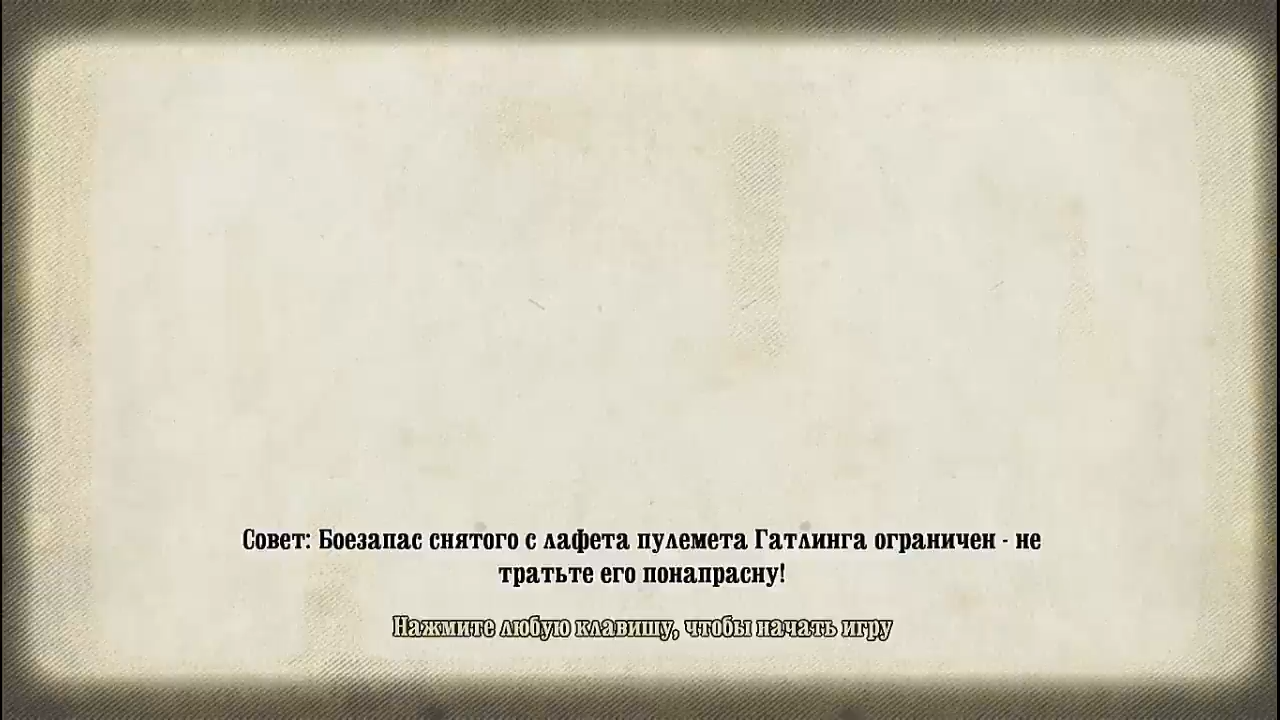 Совет: Боезапас снятого с лафета пулемета Гатлинга ограничен - не
тратьте его понапрасну!
Нажмите любую клавишу, чтобы начать игру